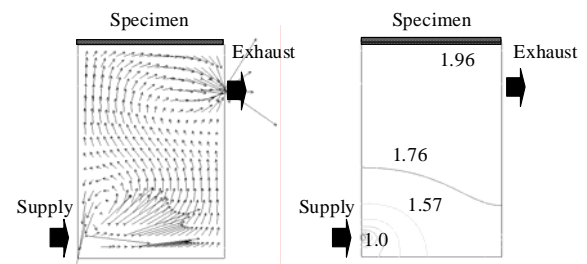 Specimen
Exhaust
Supply
Specimen
Exhaust
1.96
1.76
1.57
Supply
1.0